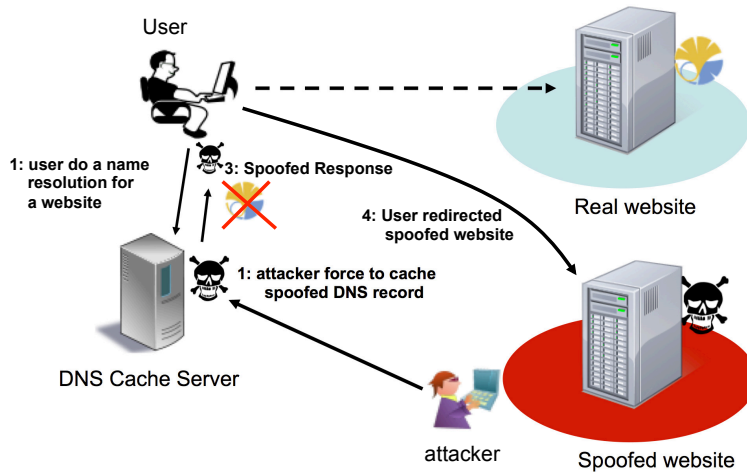 User
1: user do a name
resolution for
a website
3: Spoofed Response
Real website
4: User redirected
spoofed website
1: attacker force to cache
spoofed DNS record
DNS Cache Server
attacker
Spoofed website